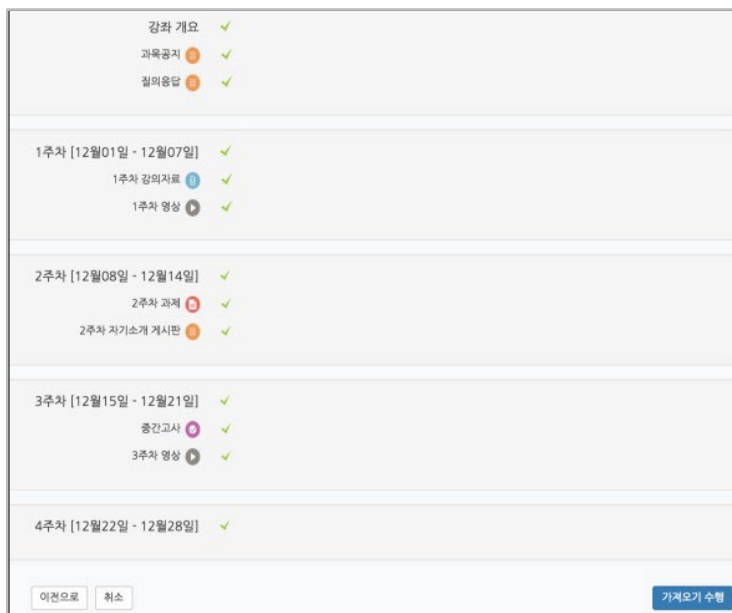 강좌 개요
과목공지
질의응답
1주차 [12월01일 - 12월07일]
1주차 강의자료
1주차 영상
2주차 [12월08일 - 12월14일]
2주차 과제
2주차 자기소개 게시판
3주차 [12월15일 - 12월21일]
중간고사
3주차 영상
4주차 [12월22일 - 12월28일]
이전으로 취소 가져오기 수행